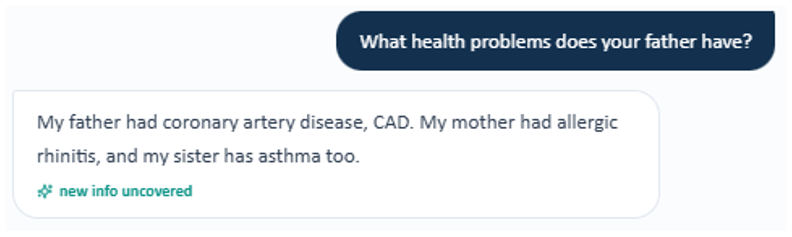 What health problems does your father have?
My father had coronary artery disease, CAD. My mother had allergic
rhinitis, and my sister has asthma too.
new info uncovered